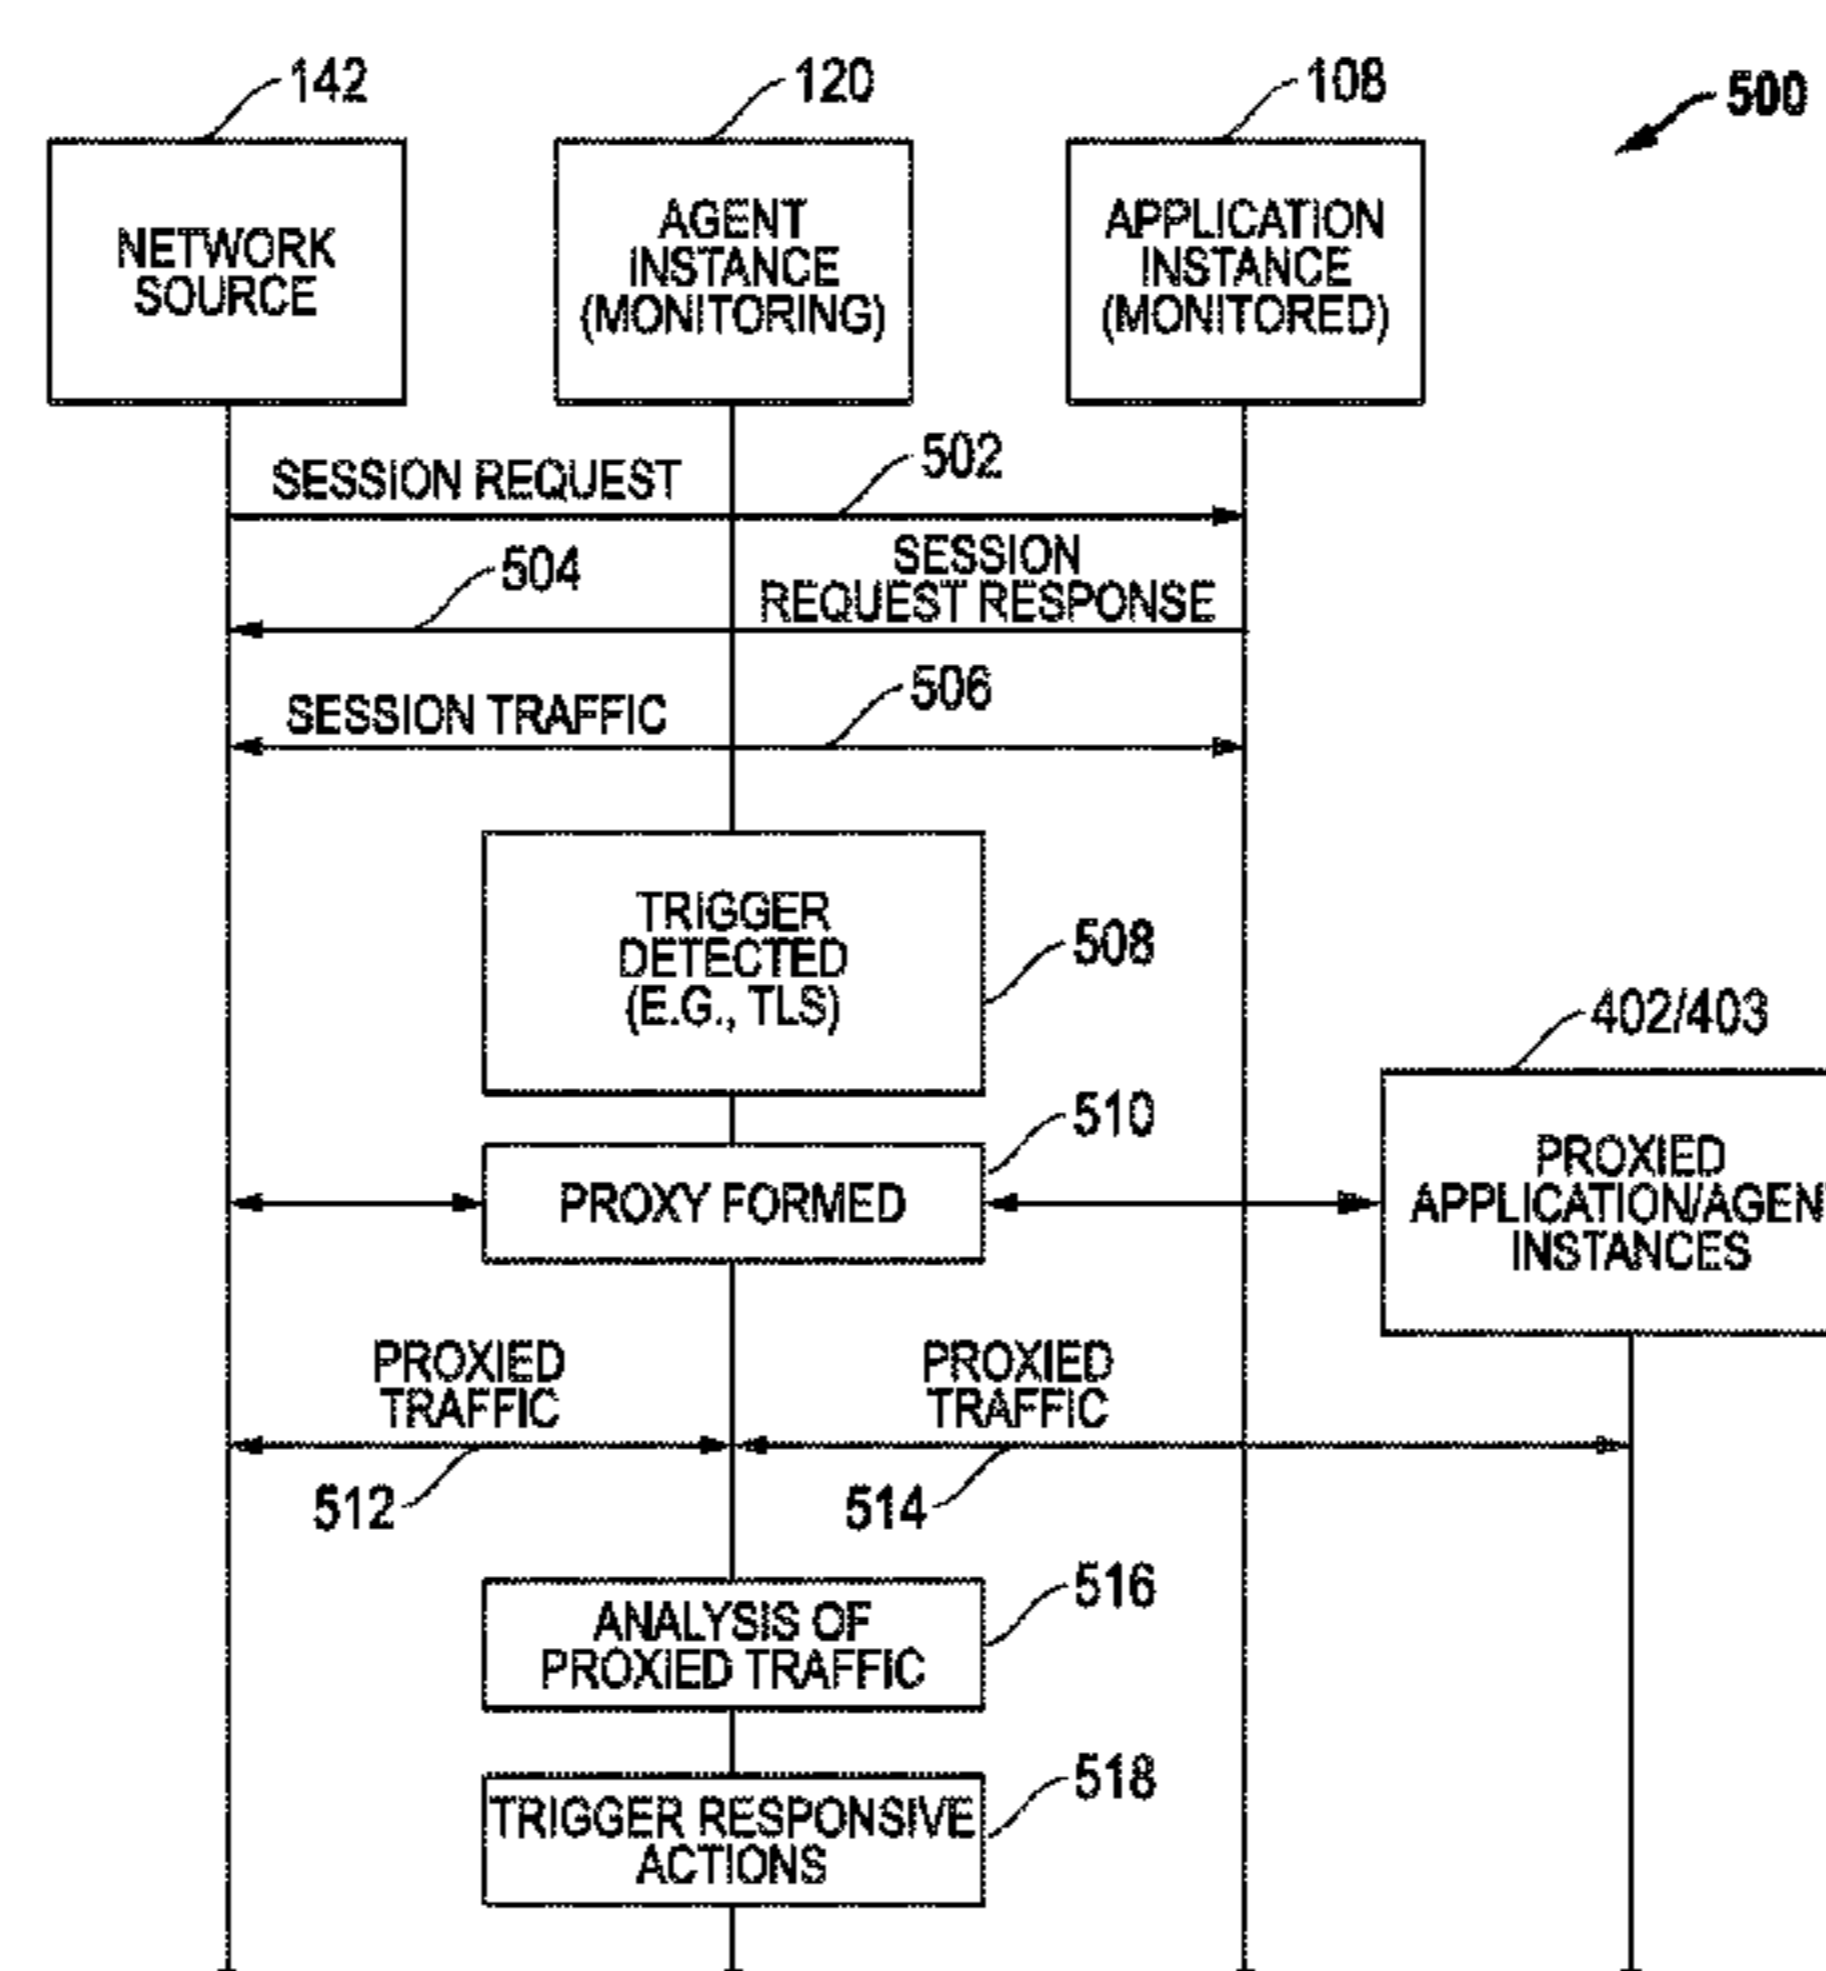 142
120
108
500
NETWORK
SOURCE
AGENT
INSTANCE
(MONITORING)
APPLICATION
INSTANCE
(MONITORED)
SESSION REQUEST
502
504
SESSION
REQUEST RESPONSE
SESSION TRAFFIC
506
TRIGGER
DETECTED
(E.G., TLS)
508
402/403
510
PROXY FORMED
PROXIED
APPLICATION/AGEN
INSTANCES
PROXIED
TRAFFIC
PROXIED
TRAFFIC
512
514
516
ANALYSIS OF
PROXIED TRAFFIC
518
TRIGGER RESPONSIVE
ACTIONS